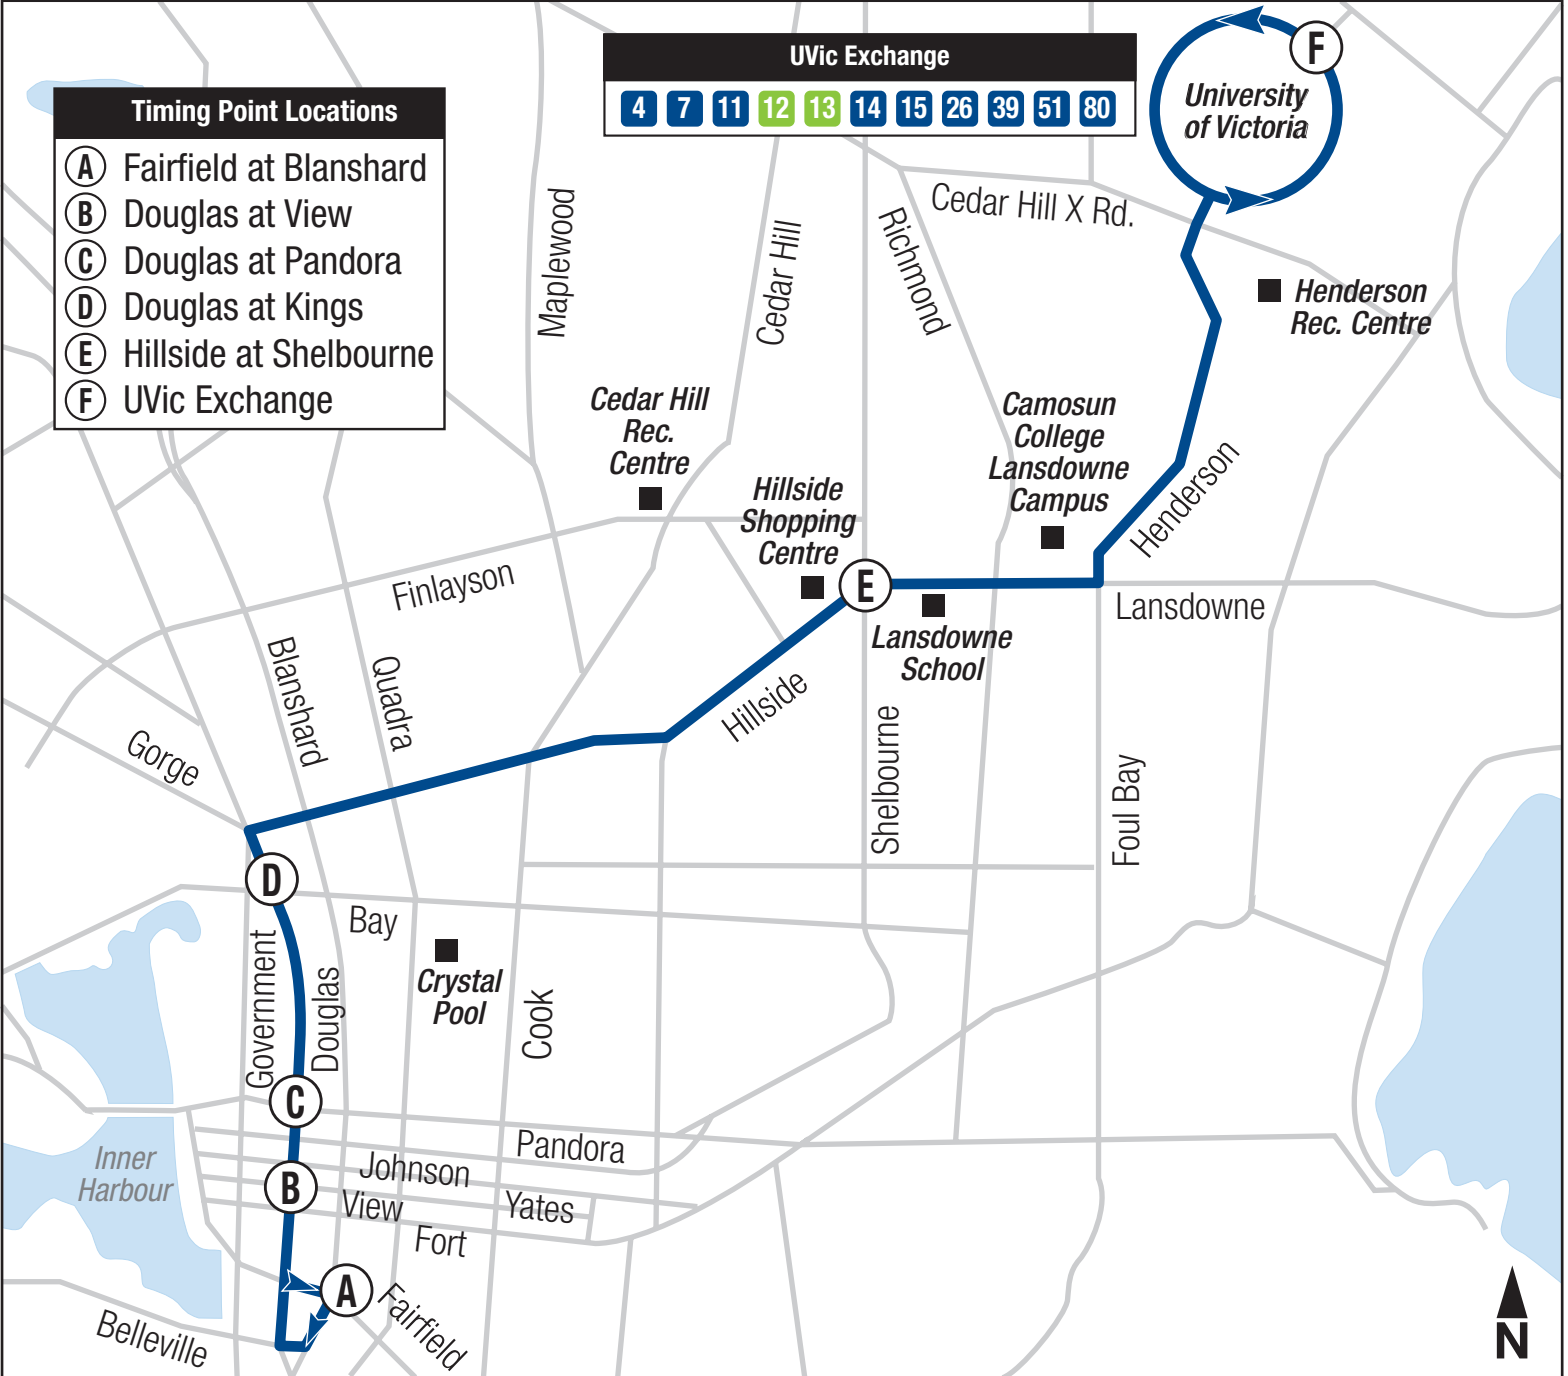 UVic Exchange
4 7 11 12 13 14 15 26 39 51 80
F
University
of Victoria
Timing Point Locations
A Fairfield at Blanshard
B Douglas at View
C Douglas at Pandora
D Douglas at Kings
E Hillside at Shelbourne
F UVic Exchange
Maplewood
Cedar Hill
Richmond
Cedar Hill X Rd.
Henderson
Rec. Centre
Cedar Hill
Rec.
Centre
Hillside
Shopping
Centre
Camosun
College
Lansdowne
Campus
Henderson
Finlayson
E
Lansdowne
Lansdowne
School
Blanshard
Quadra
Hillside
Gorge
Shelbourne
Foul Bay
D
Bay
Crystal
Pool
Government
Douglas
Cook
C
Pandora
Johnson
Inner
Harbour
B
View
Yates
Fort
A
Fairfield
Belleville
N